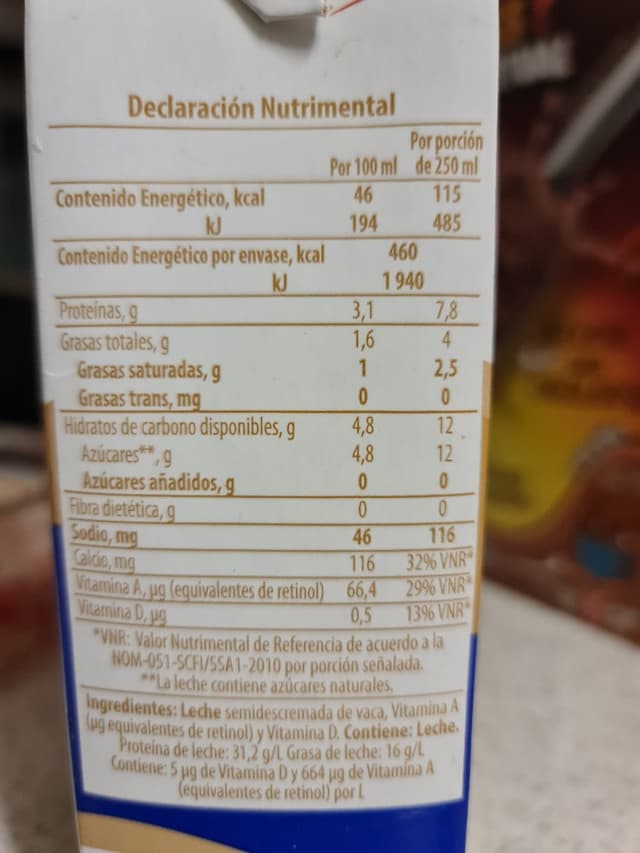 Declaración Nutrimental
Por 100 ml Por porción de 250 ml
Contenido Energético, kcal 46 115
kJ 194 485
Contenido Energético por envase, kcal 460
kJ 1 940
Proteínas, g 3,1 7,8
Grasas totales, g 1,6 4
Grasas saturadas, g 1 2,5
Grasas trans, mg 0 0
Hidratos de carbono disponibles, g 4,8 12
Azúcares**, g 4,8 12
Azúcares añadidos, g 0 0
Fibra dietética, g 0 0
Sodio, mg 46 116
Calcio, mg 116 32% VNR*
Vitamina A, µg (equivalentes de retinol) 66,4 29% VNR*
Vitamina D, µg 0,5 13% VNR*
*VNR: Valor Nutrimental de Referencia de acuerdo a la
NOM-051-SCFI/SSA1-2010 por porción señalada.
**La leche contiene azúcares naturales.
Ingredientes: Leche semidescremada de vaca, Vitamina A
(µg equivalentes de retinol) y Vitamina D. Contiene: Leche.
Proteína de leche: 31,2 g/L Grasa de leche: 16 g/L
Contiene: 5 µg de Vitamina D y 664 µg de Vitamina A
(equivalentes de retinol) por L